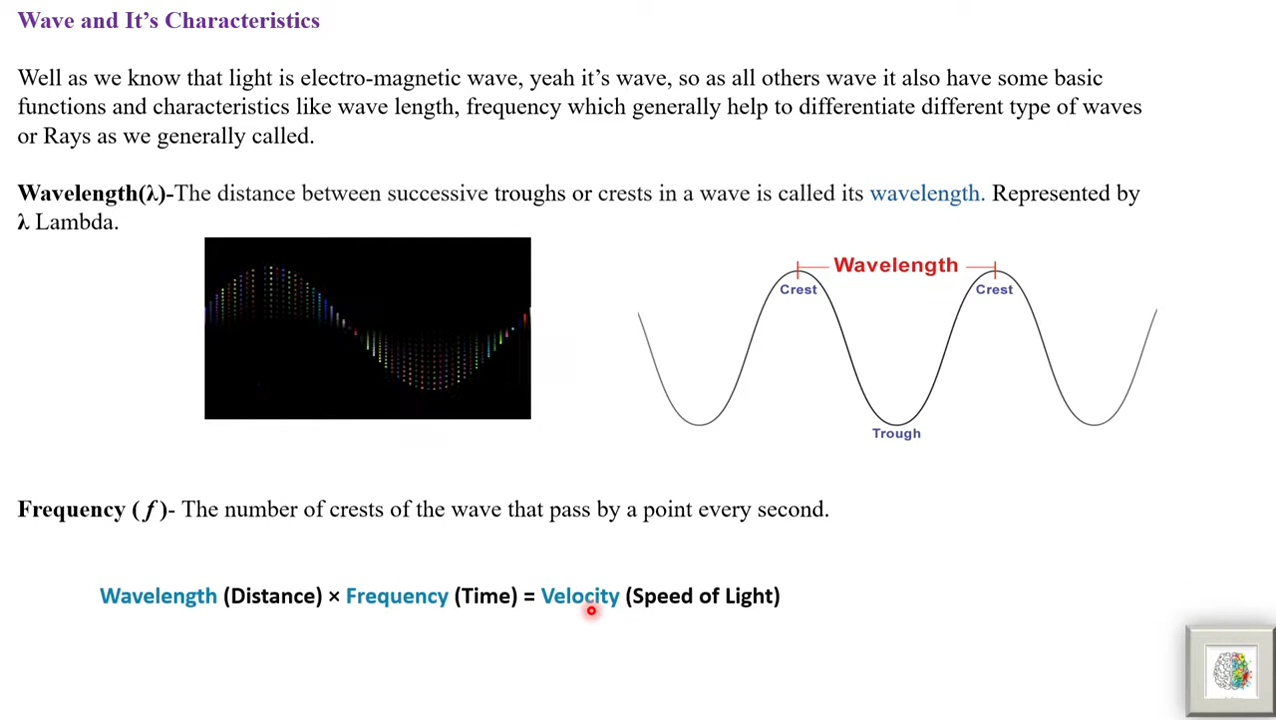 Wave and It’s Characteristics
Well as we know that light is electro-magnetic wave, yeah it’s wave, so as all others wave it also have some basic
functions and characteristics like wave length, frequency which generally help to differentiate different type of waves
or Rays as we generally called.
Wavelength(λ)-The distance between successive troughs or crests in a wave is called its wavelength. Represented by
λ Lambda.
Wavelength
Crest
Crest
Trough
Frequency (f)- The number of crests of the wave that pass by a point every second.
Wavelength (Distance) × Frequency (Time) = Velocity (Speed of Light)